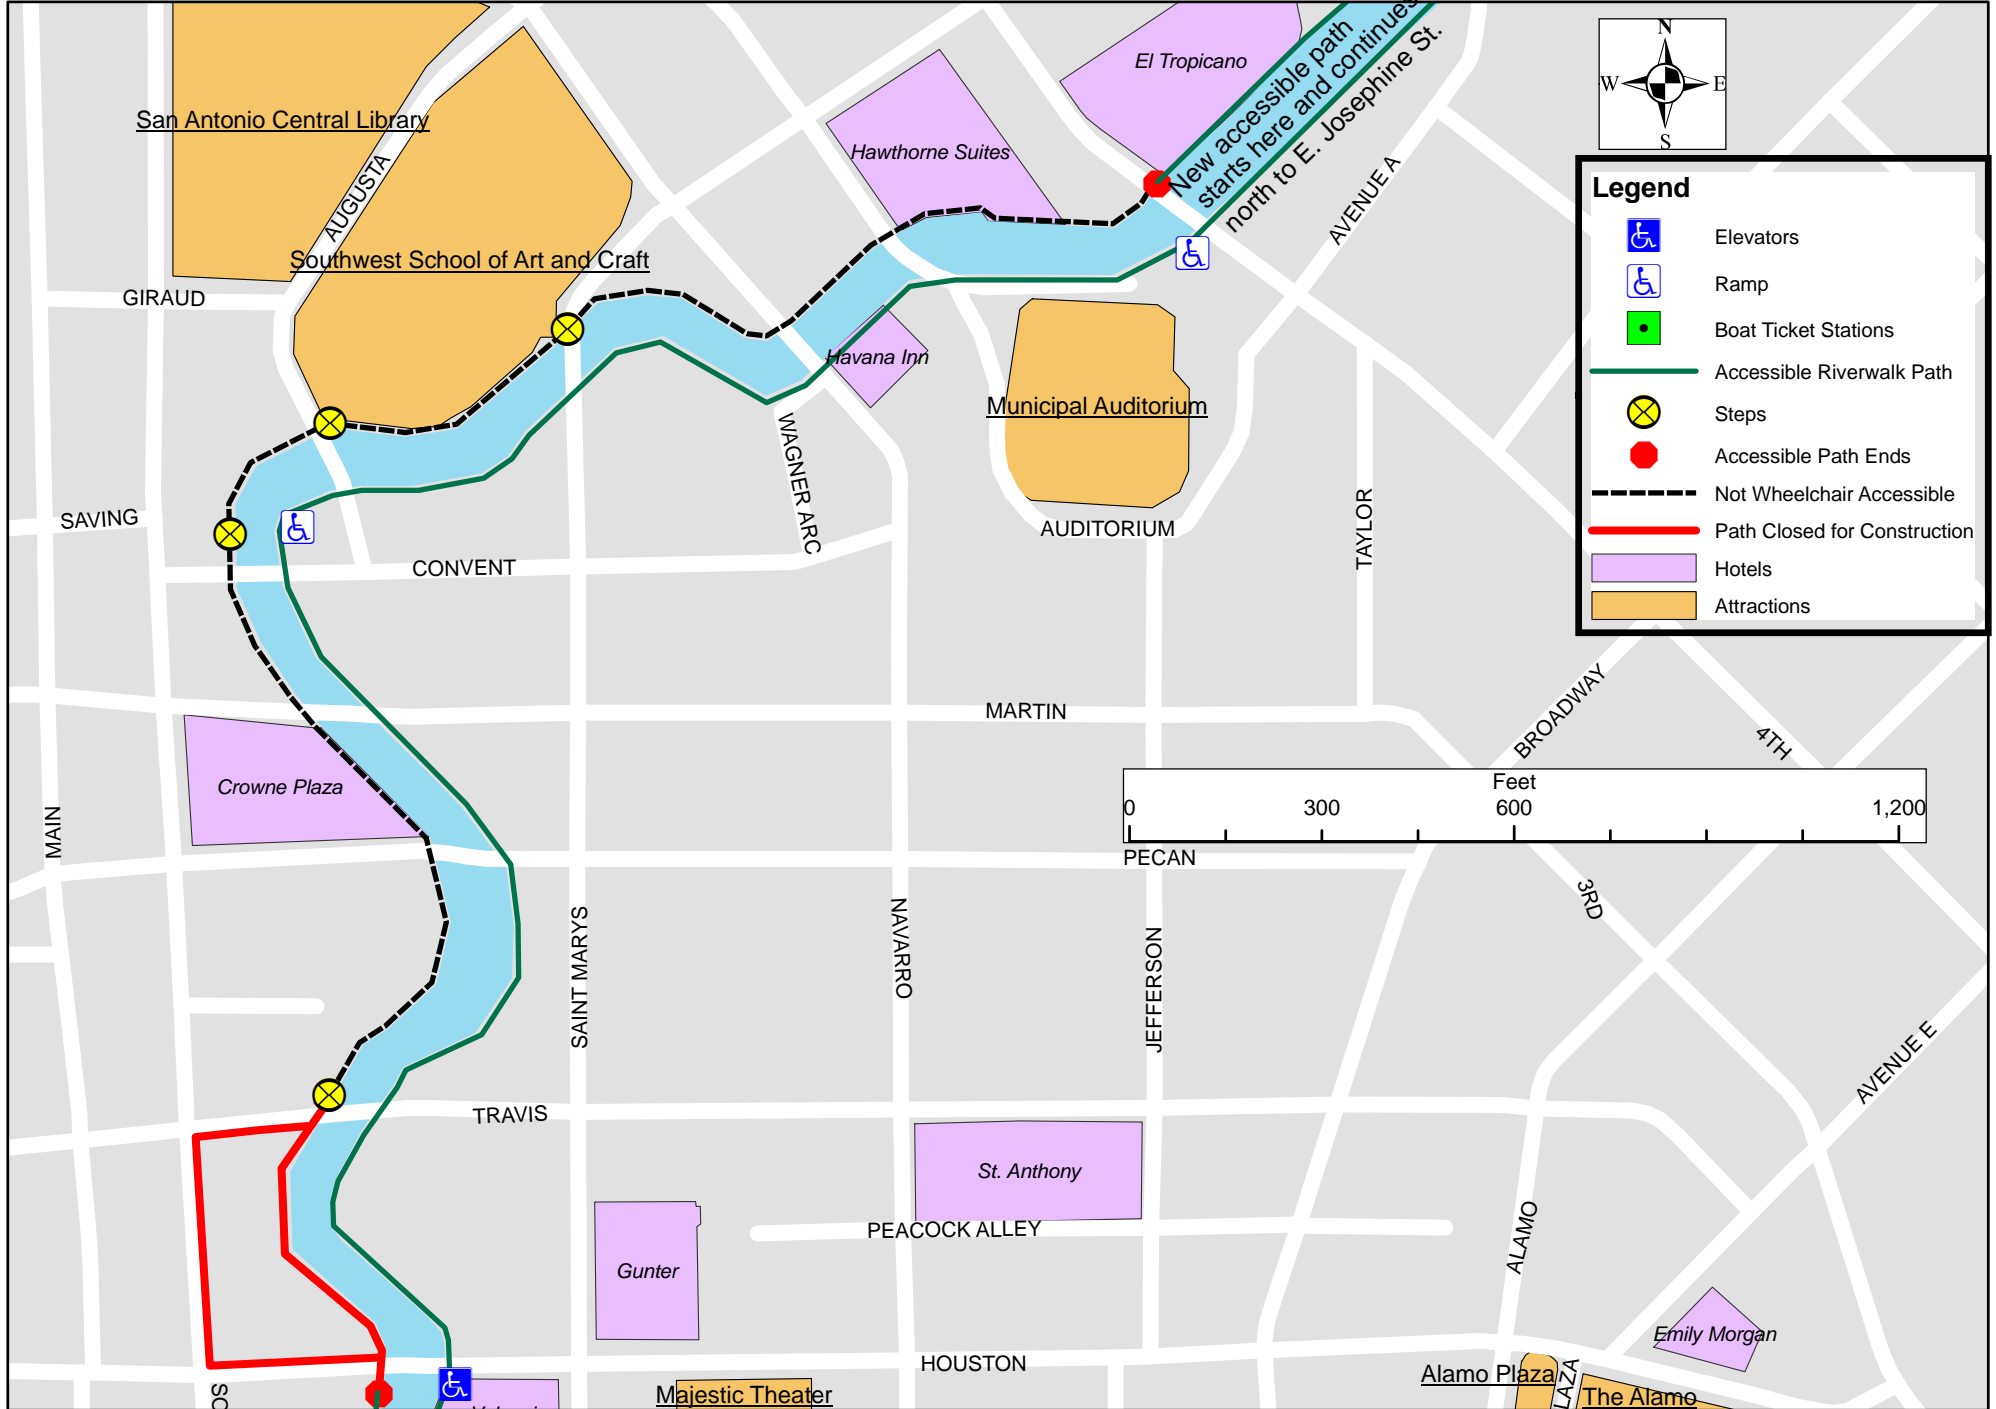 El Tropicano
New accessible path
starts here and continues
north to E. Josephine St.
N
W
E
S
San Antonio Central Library
AUGUSTA
Hawthorne Suites
AVENUE A
Legend
Elevators
Ramp
Boat Ticket Stations
Accessible Riverwalk Path
Steps
Accessible Path Ends
Not Wheelchair Accessible
Path Closed for Construction
Hotels
Attractions
Southwest School of Art and Craft
GIRAUD
Havana Inn
Municipal Auditorium
WAGNER ARC
SAVING
AUDITORIUM
TAYLOR
CONVENT
MARTIN
BROADWAY
4TH
Crowne Plaza
Feet
0
300
600
1,200
MAIN
PECAN
3RD
SAINT MARYS
NAVARRO
JEFFERSON
AVENUE E
TRAVIS
St. Anthony
PEACOCK ALLEY
ALAMO
Gunter
Emily Morgan
HOUSTON
Alamo Plaza
LAZA
The Alamo
Majestic Theater
SO